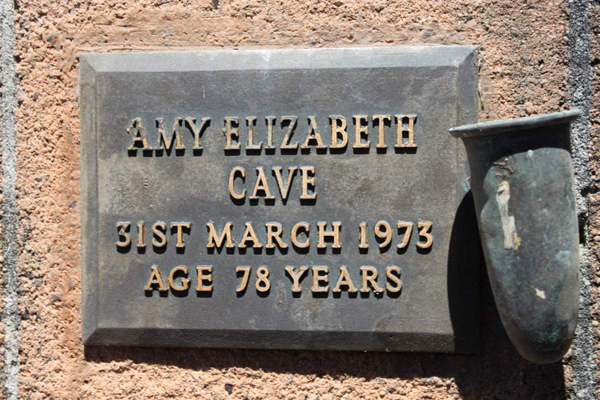 AMY ELIZABETH
CAVE
31ST MARCH 1973
AGE 78 YEARS